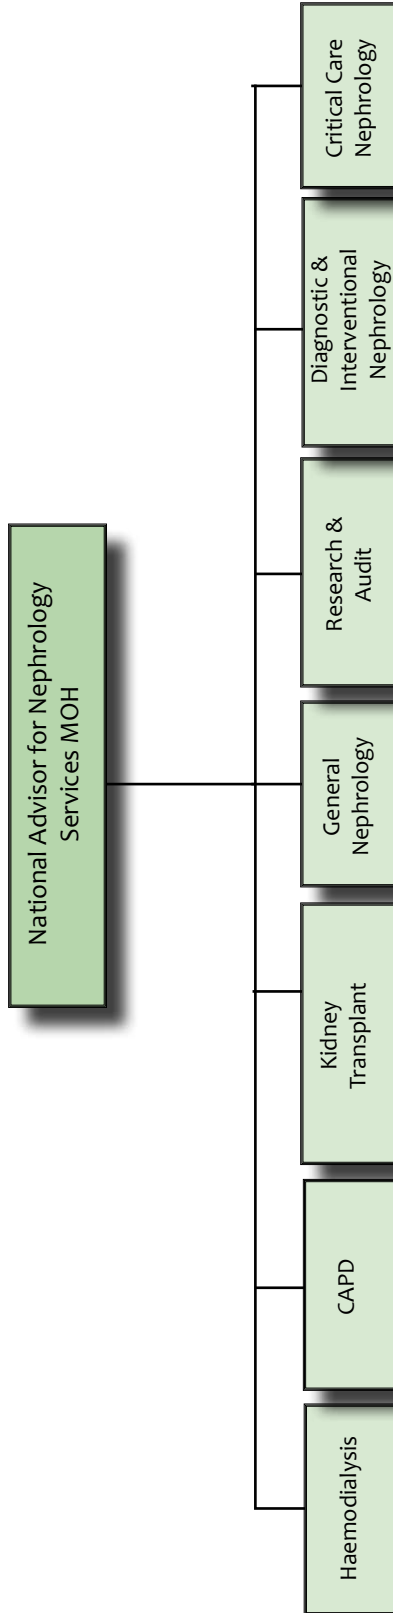 National Advisor for Nephrology
Services MOH
Haemodialysis
CAPD
Kidney
Transplant
General
Nephrology
Research &
Audit
Diagnostic &
Interventional
Nephrology
Critical Care
Nephrology